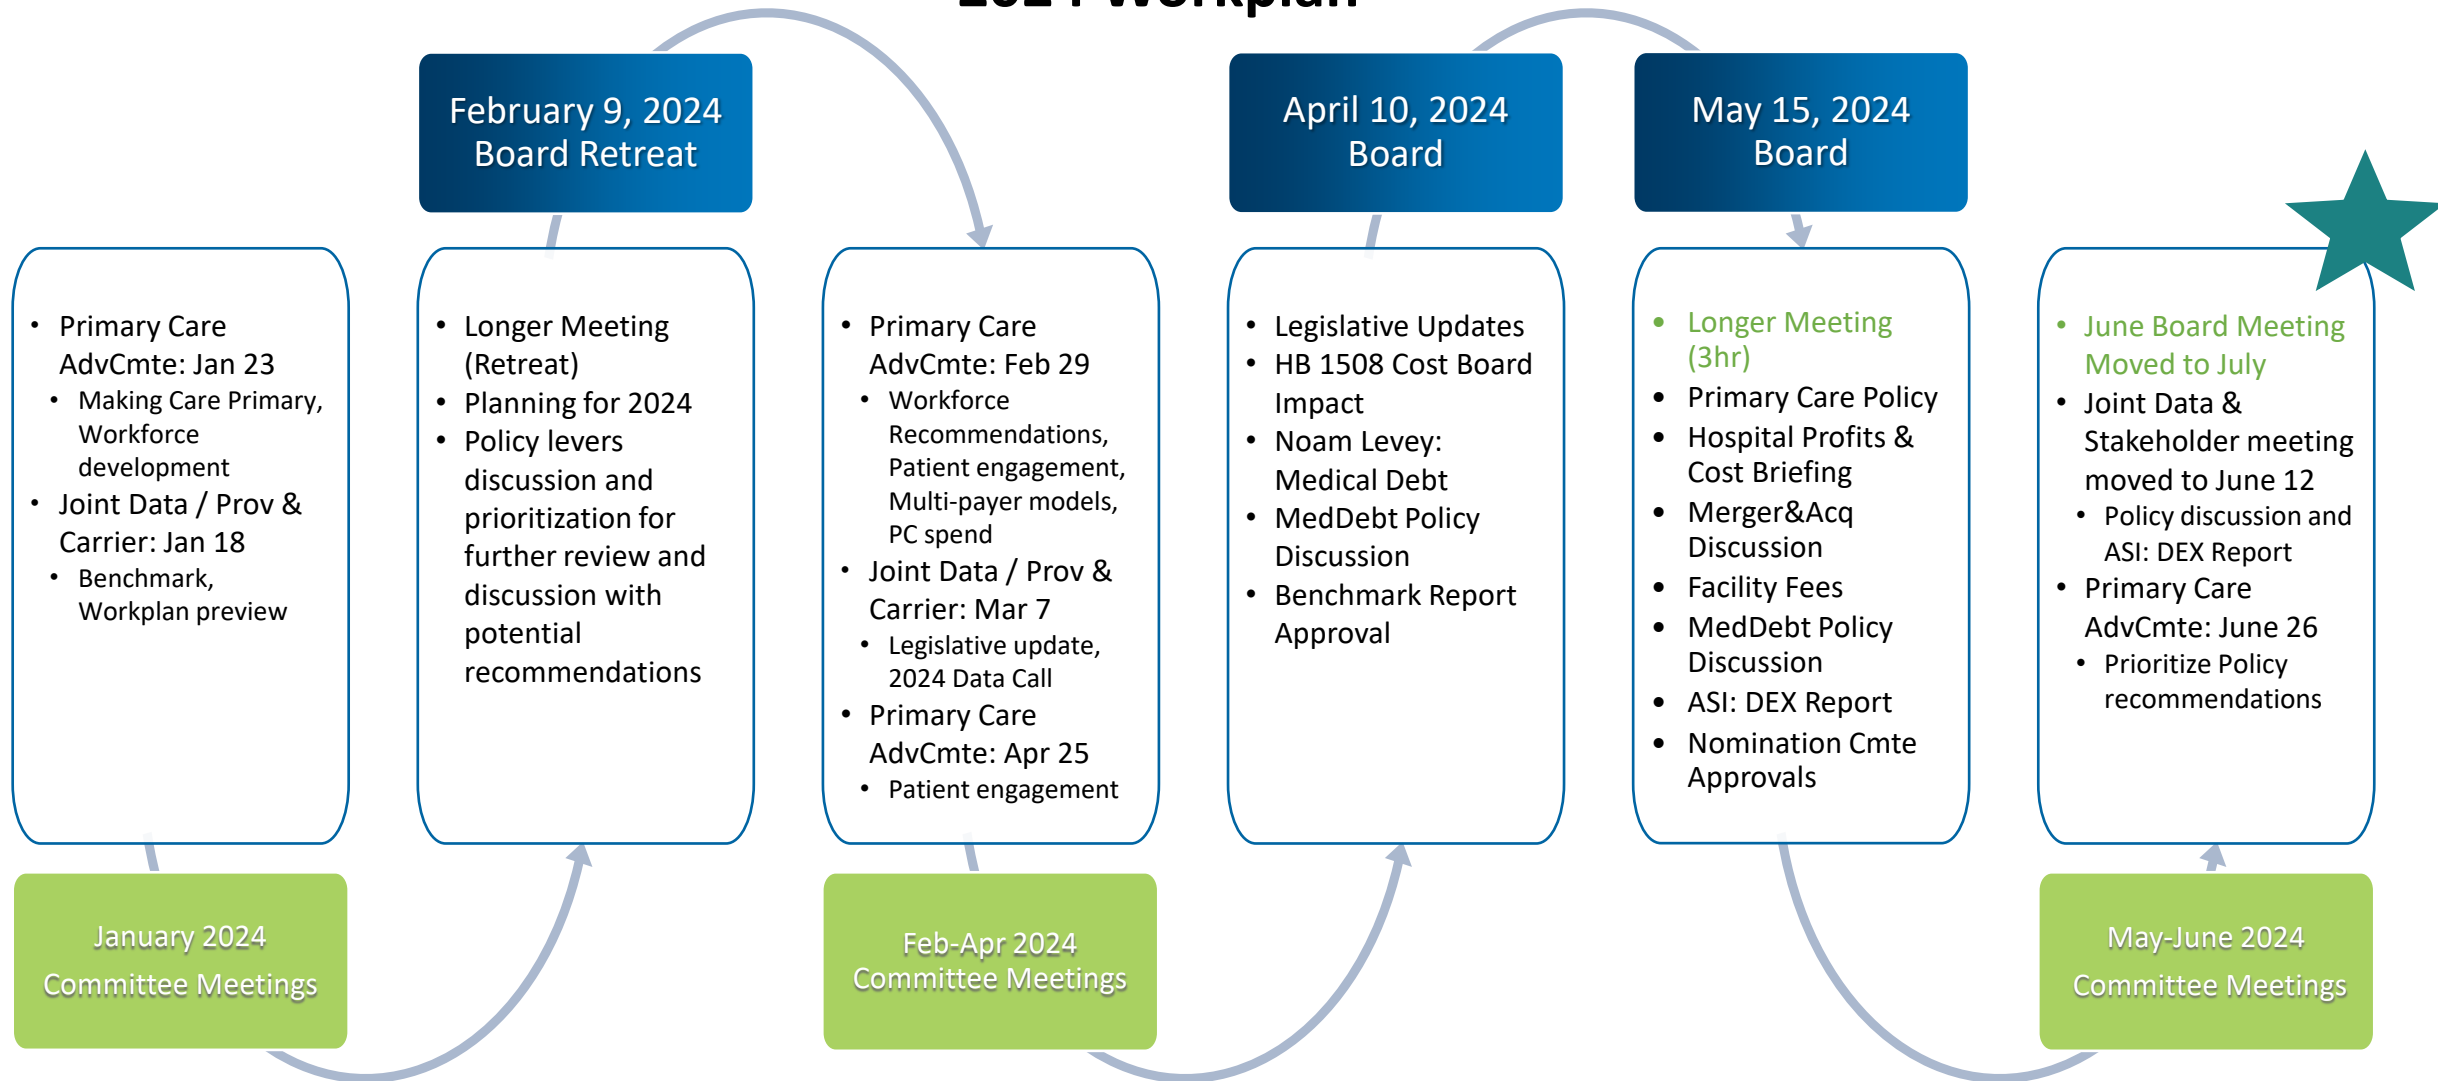 2024 Workplan
February 9, 2024
Board Retreat
April 10, 2024
Board
May 15, 2024
Board
• Primary Care
AdvCmte: Jan 23
• Making Care Primary,
Workforce
development
• Joint Data / Prov &
Carrier: Jan 18
• Benchmark,
Workplan preview
• Longer Meeting
(Retreat)
• Planning for 2024
• Policy levers
discussion and
prioritization for
further review and
discussion with
potential
recommendations
• Primary Care
AdvCmte: Feb 29
• Workforce
Recommendations,
Patient engagement,
Multi-payer models,
PC spend
• Joint Data / Prov &
Carrier: Mar 7
• Legislative update,
2024 Data Call
• Primary Care
AdvCmte: Apr 25
• Patient engagement
• Legislative Updates
• HB 1508 Cost Board
Impact
• Noam Levey:
Medical Debt
• MedDebt Policy
Discussion
• Benchmark Report
Approval
• Longer Meeting
(3hr)
• Primary Care Policy
• Hospital Profits &
Cost Briefing
• Merger&Acq
Discussion
• Facility Fees
• MedDebt Policy
Discussion
• ASI: DEX Report
• Nomination Cmte
Approvals
• June Board Meeting
Moved to July
• Joint Data &
Stakeholder meeting
moved to June 12
• Policy discussion and
ASI: DEX Report
• Primary Care
AdvCmte: June 26
• Prioritize Policy
recommendations
January 2024
Committee Meetings
Feb-Apr 2024
Committee Meetings
May-June 2024
Committee Meetings